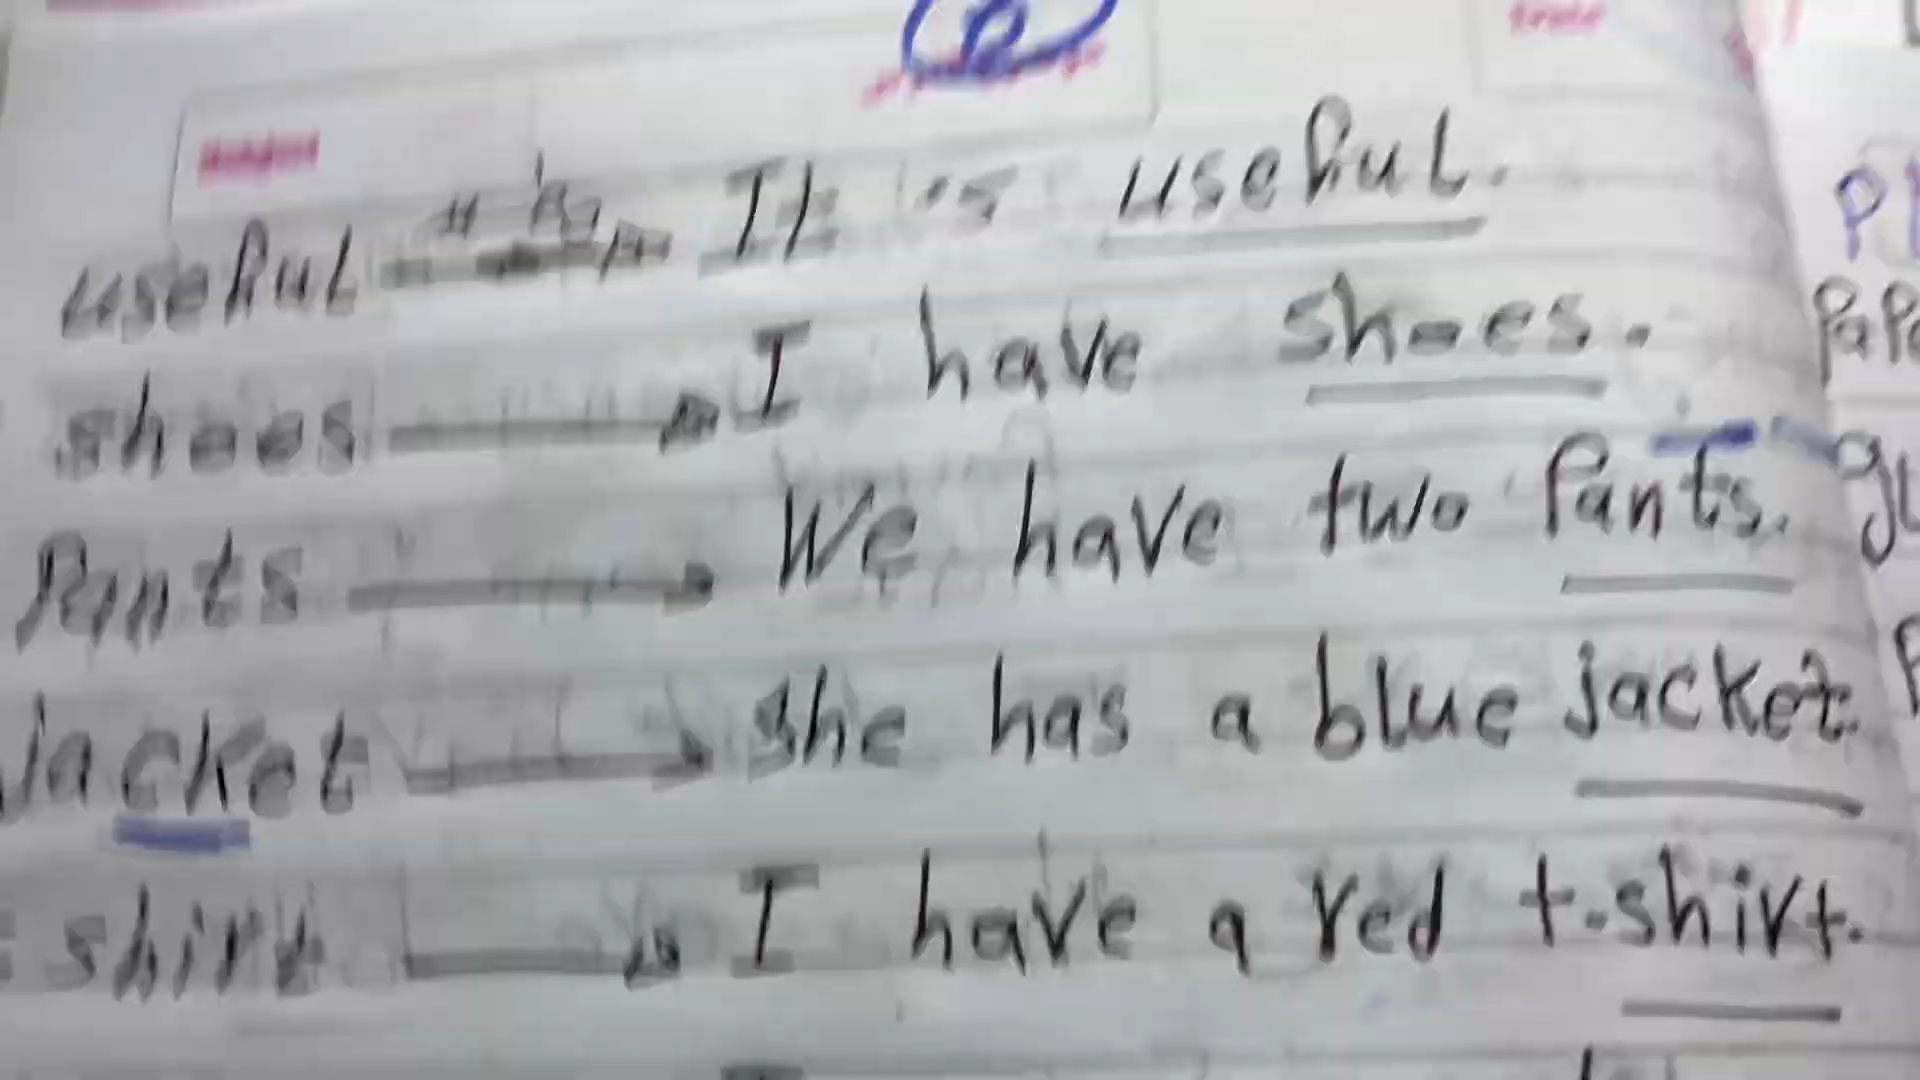 useful → It is useful.
shoes → I have shoes.
Pants → We have two Pants.
Jacket → she has a blue Jacket.
shirt → I have a red t-shirt.